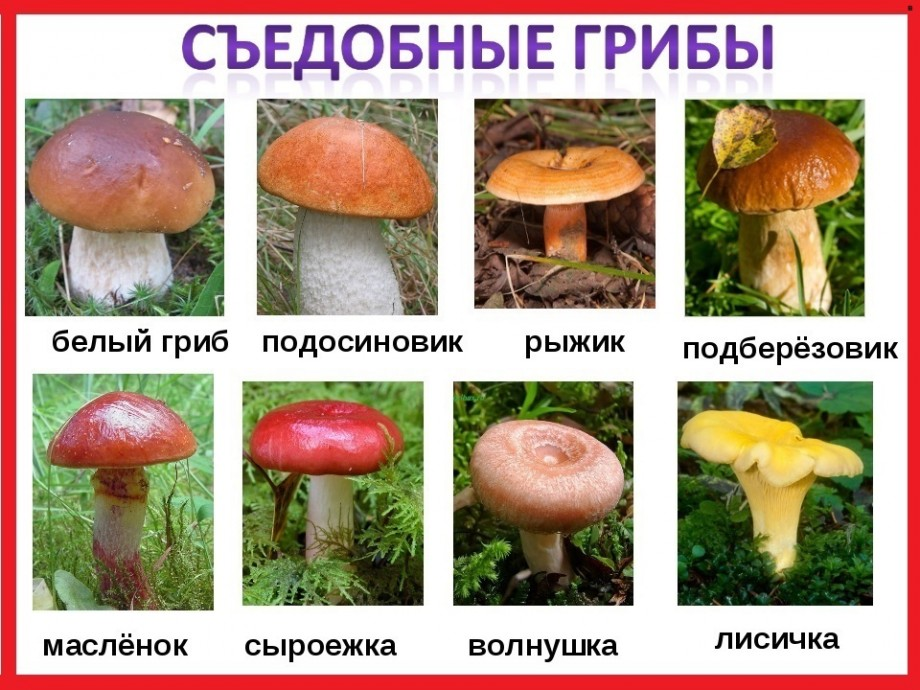 СЪЕДОБНЫЕ ГРИБЫ
белый гриб подосиновик рыжик подберёзовик
маслёнок сыроежка волнушка лисичка